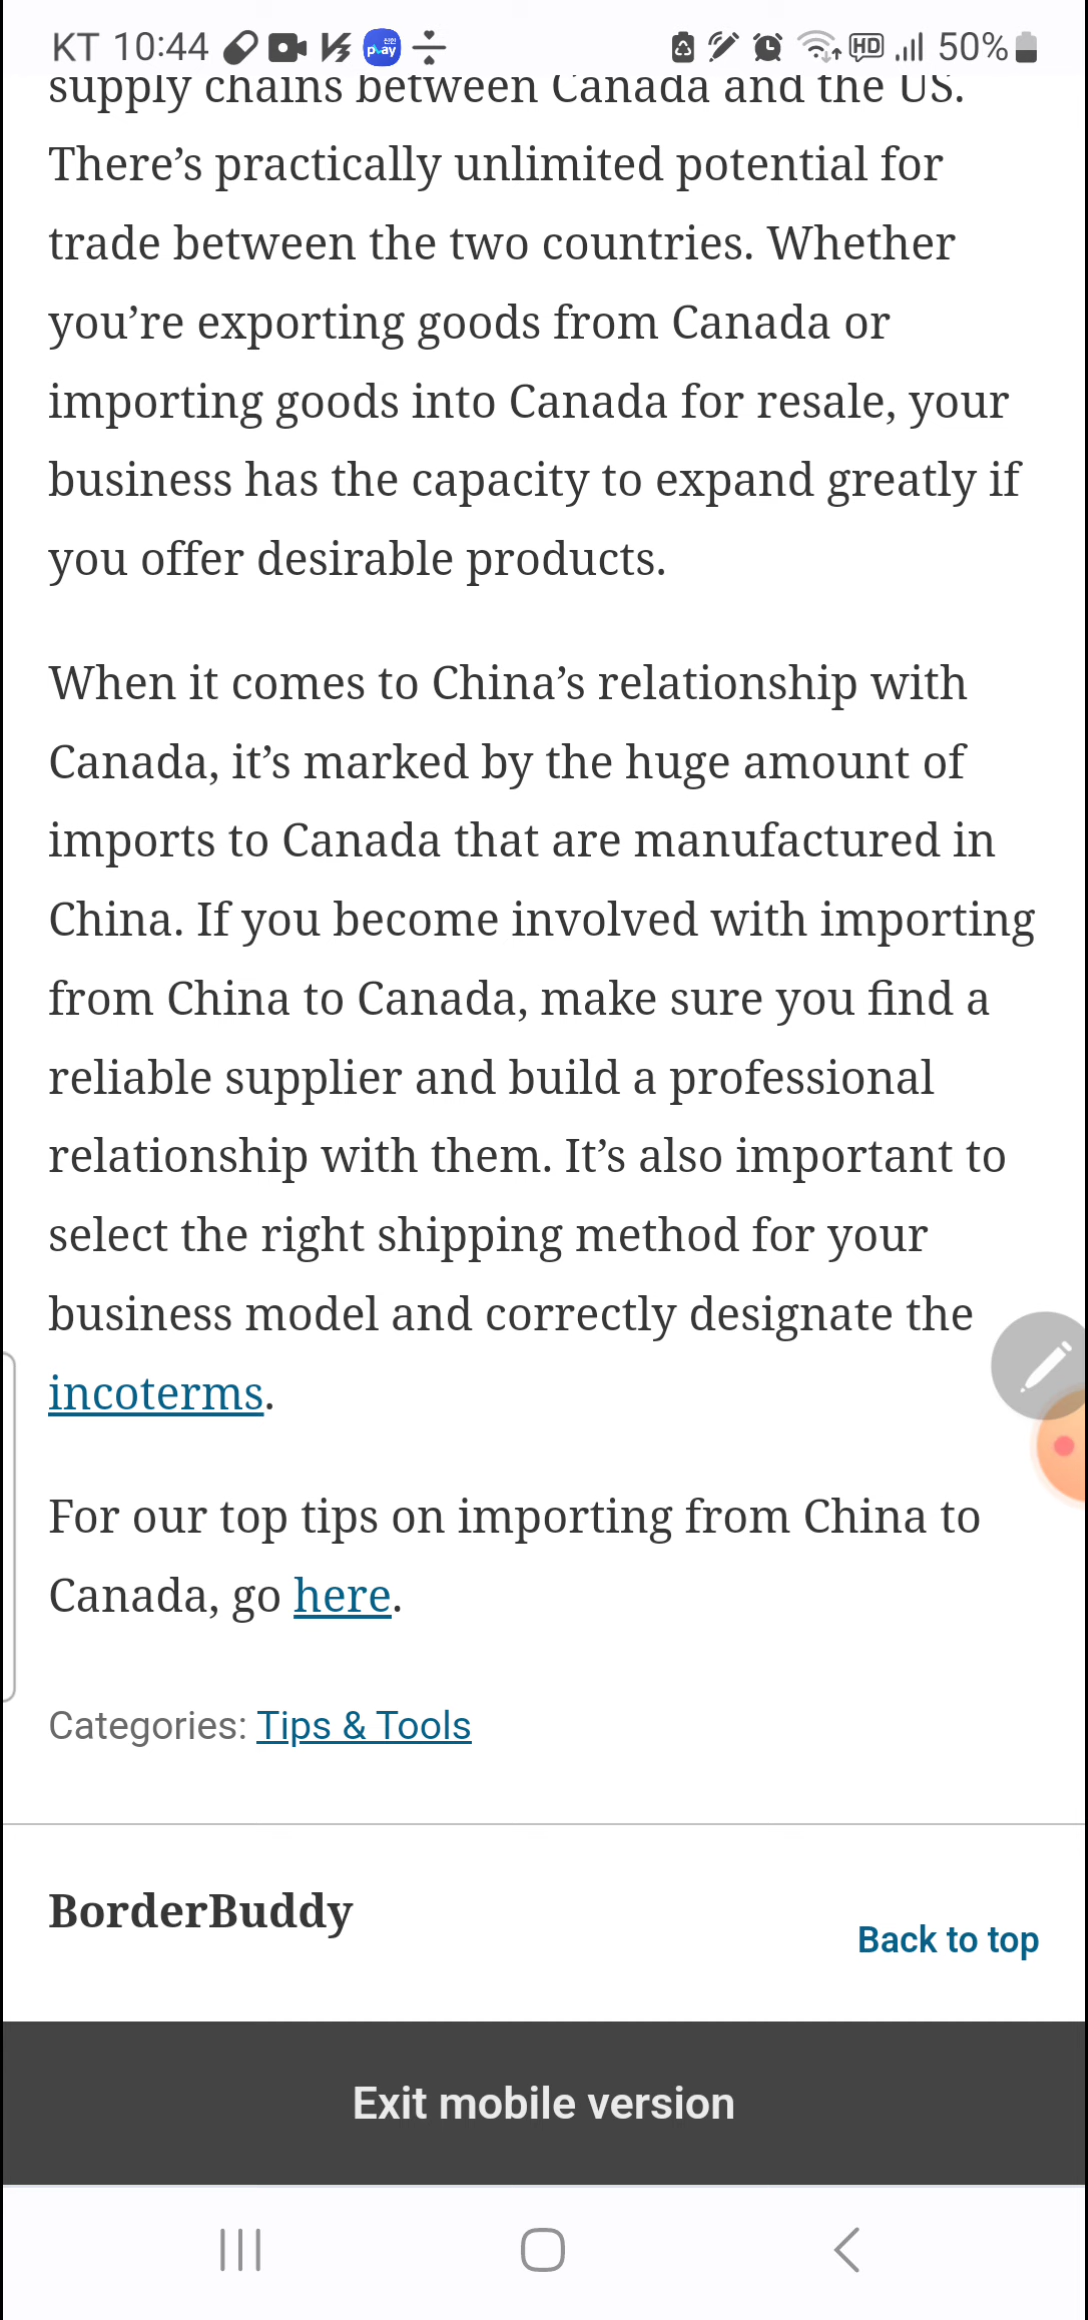 KT 10:44
신한
pLay
HD
50%
supply chains between Canada and the US.
There’s practically unlimited potential for
trade between the two countries. Whether
you’re exporting goods from Canada or
importing goods into Canada for resale, your
business has the capacity to expand greatly if
you offer desirable products.
When it comes to China’s relationship with
Canada, it’s marked by the huge amount of
imports to Canada that are manufactured in
China. If you become involved with importing
from China to Canada, make sure you find a
reliable supplier and build a professional
relationship with them. It’s also important to
select the right shipping method for your
business model and correctly designate the
incoterms.
For our top tips on importing from China to
Canada, go here.
Categories: Tips & Tools
BorderBuddy
Back to top
Exit mobile version